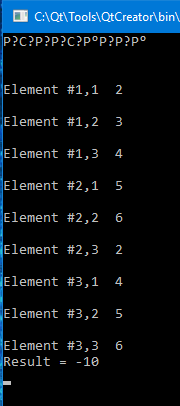 C:\Qt\Tools\QtCreator\bin\
P?C?P?P?C?PºP?P?Pº
Element #1,1  2
Element #1,2  3
Element #1,3  4
Element #2,1  5
Element #2,2  6
Element #2,3  2
Element #3,1  4
Element #3,2  5
Element #3,3  6
Result = -10